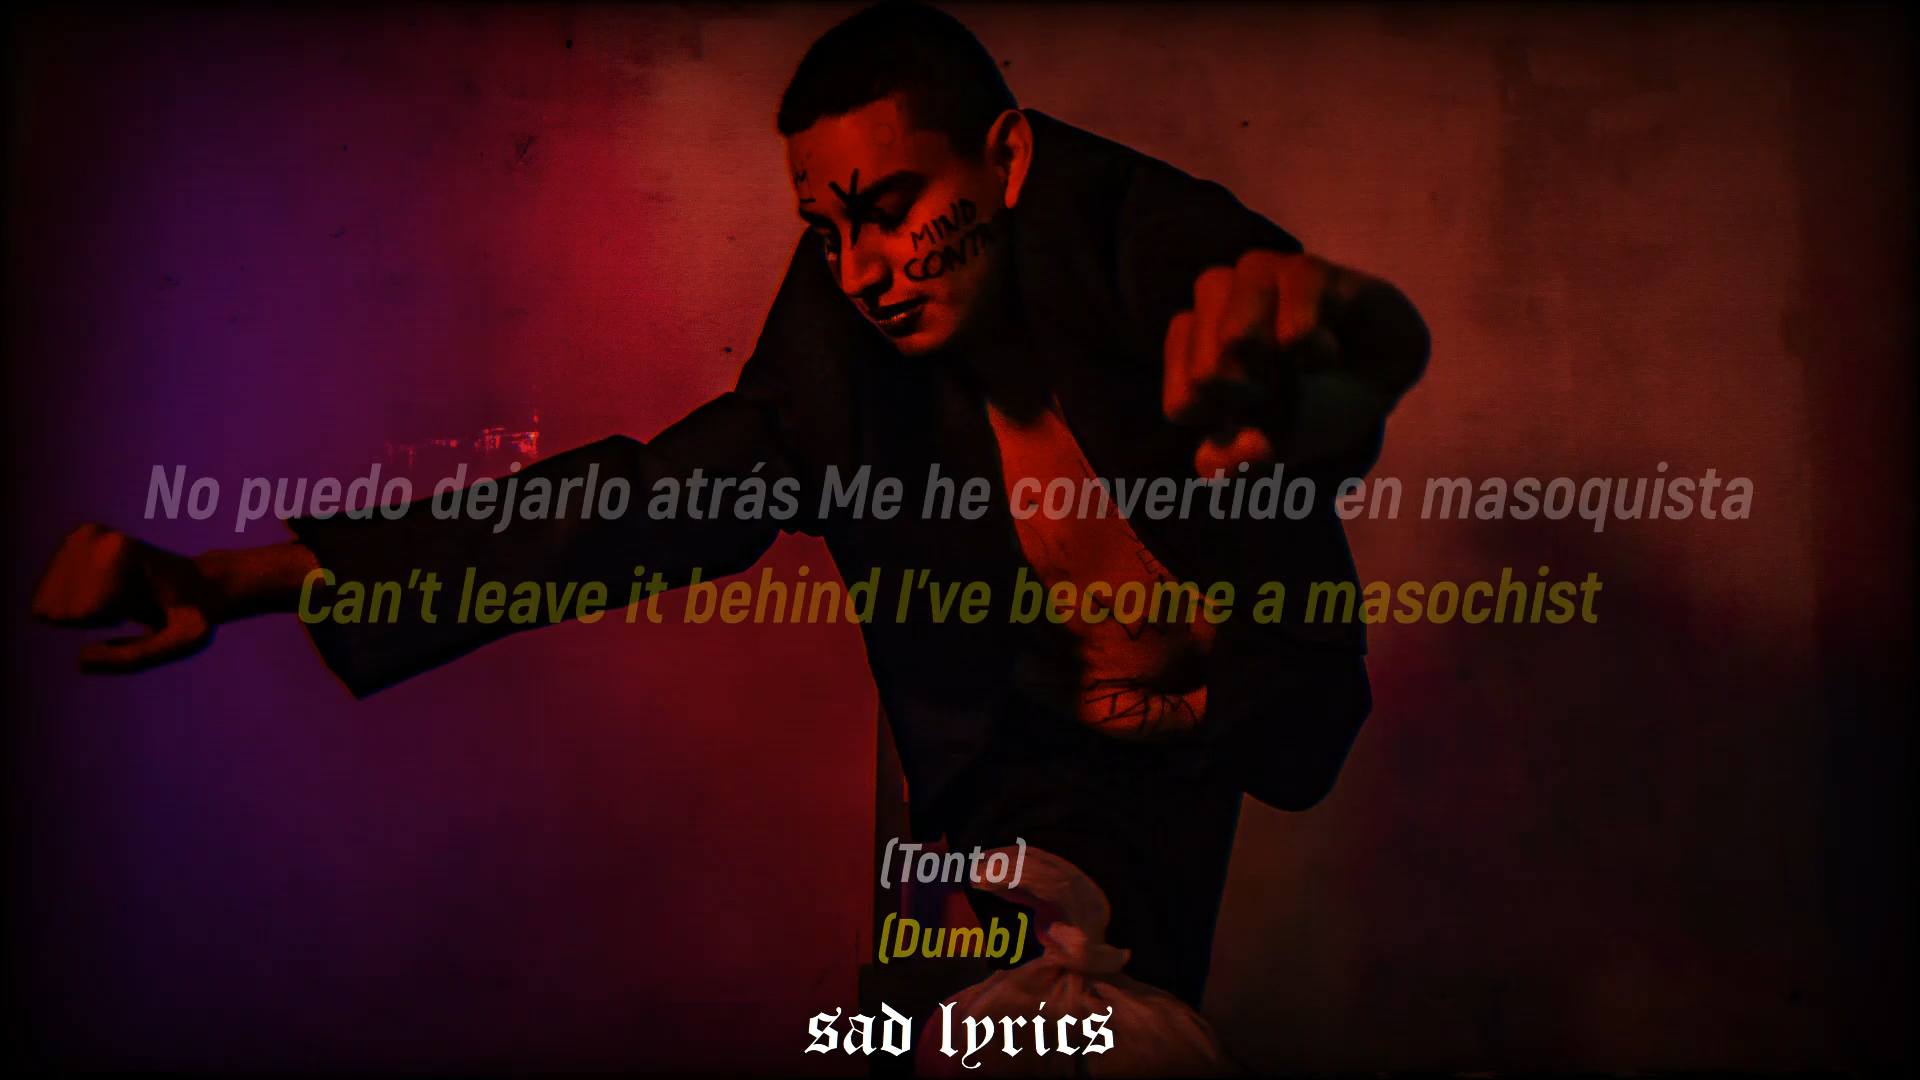 MIND
No puedo dejarlo atrás Me he convertido en masoquista
Can't leave it behind I've become a masochist
(Tonto)
(Dumb)
sad lyrics